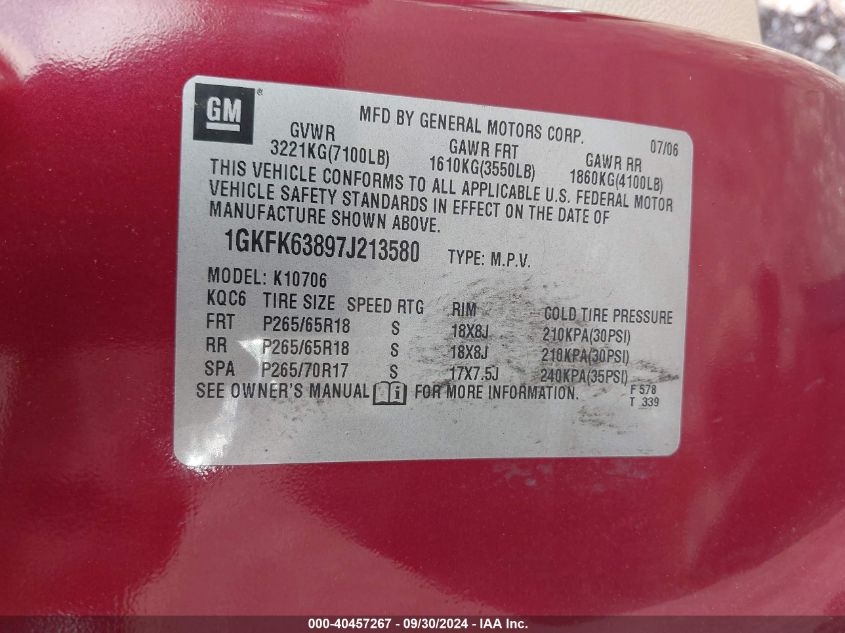 GM®
MFD BY GENERAL MOTORS CORP. 07/06
GVWR GAWR FRT GAWR RR
3221KG(7100LB) 1610KG(3550LB) 1860KG(4100LB)
THIS VEHICLE CONFORMS TO ALL APPLICABLE U.S. FEDERAL MOTOR
VEHICLE SAFETY STANDARDS IN EFFECT ON THE DATE OF
MANUFACTURE SHOWN ABOVE.
1GKFK63897J213580 TYPE: M.P.V.
MODEL: K10706
KQC6 TIRE SIZE SPEED RTG RIM COLD TIRE PRESSURE
FRT P265/65R18 S 18X8J 210KPA(30PSI)
RR P265/65R18 S 18X8J 210KPA(30PSI)
SPA P265/70R17 S 17X7.5J 240KPA(35PSI)
SEE OWNER'S MANUAL i FOR MORE INFORMATION. F 578
T 339
000-40457267 - 09/30/2024 - IAA, Inc.